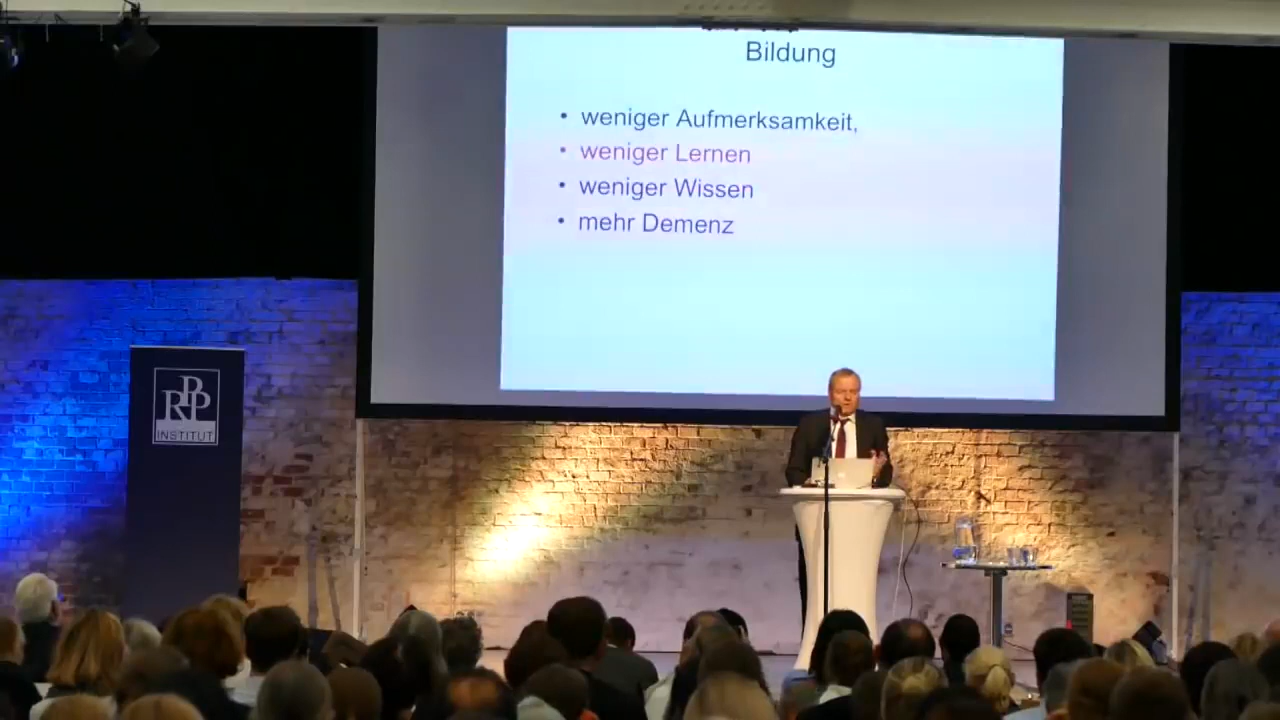 Bildung
• weniger Aufmerksamkeit,
• weniger Lernen
• weniger Wissen
• mehr Demenz
RPP
INSTITUT